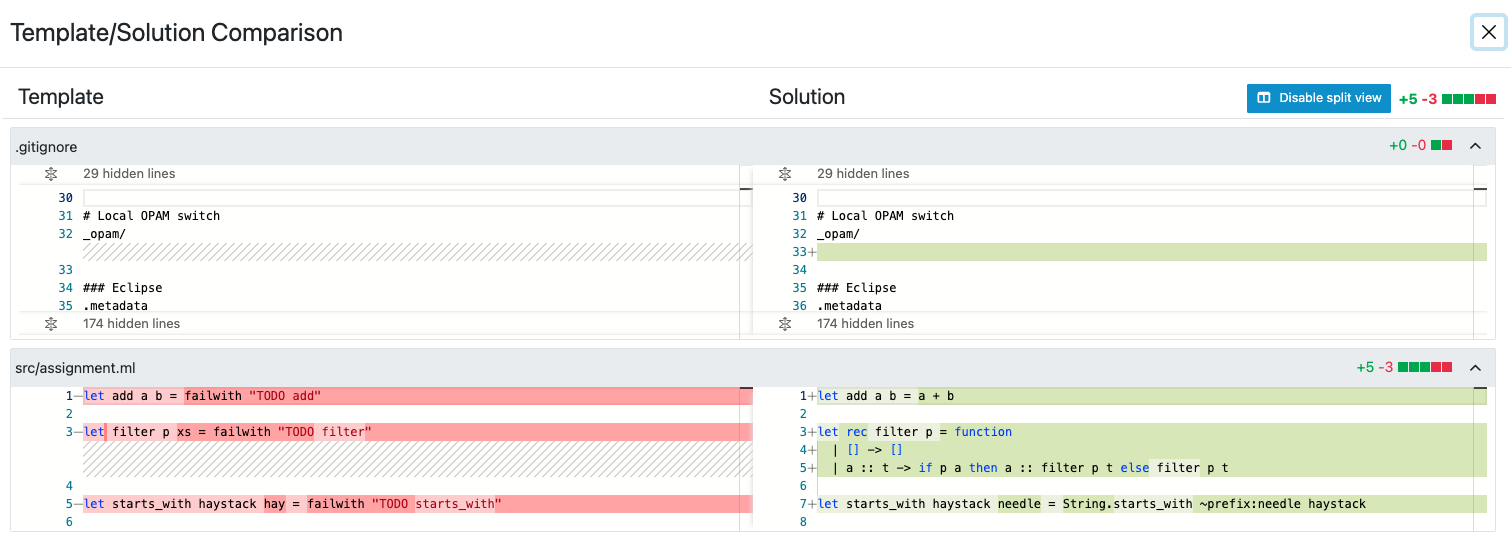 Template/Solution Comparison
Template
Solution
Disable split view
+5 -3
.gitignore
+0 -0
29 hidden lines
30
31 # Local OPAM switch
32 _opam/
33
34 ### Eclipse
35 .metadata
174 hidden lines
29 hidden lines
30
31 # Local OPAM switch
32 _opam/
33+
34
35 ### Eclipse
36 .metadata
174 hidden lines
src/assignment.ml
+5 -3
1—let add a b = failwith "TODO add"
2
3—let filter p xs = failwith "TODO filter"
4
5—let starts_with haystack hay = failwith "TODO starts_with"
6
1+let add a b = a + b
2
3+let rec filter p = function
4+  | [] -> []
5+  | a :: t -> if p a then a :: filter p t else filter p t
6
7+let starts_with haystack needle = String.starts_with ~prefix:needle haystack
8